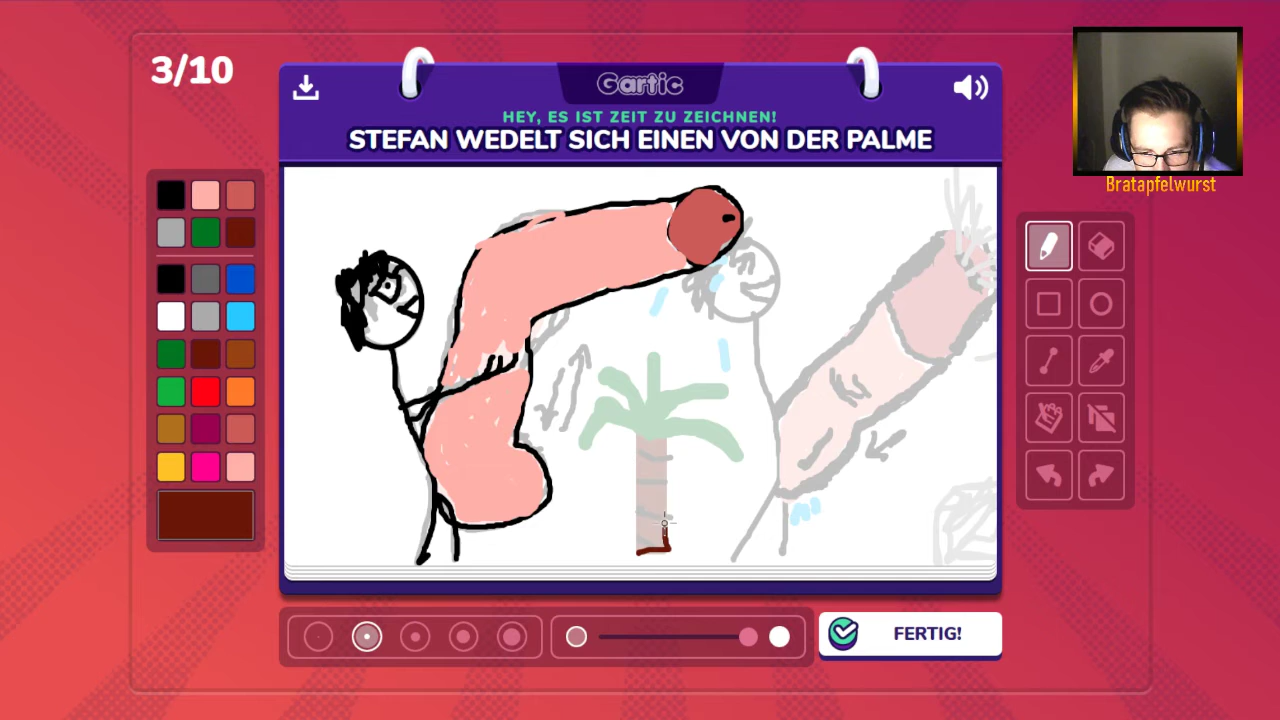 3/10
Gartic
HEY, ES IST ZEIT ZU ZEICHNEN!
STEFAN WEDELT SICH EINEN VON DER PALME
Bratapfelwurst
FERTIG!